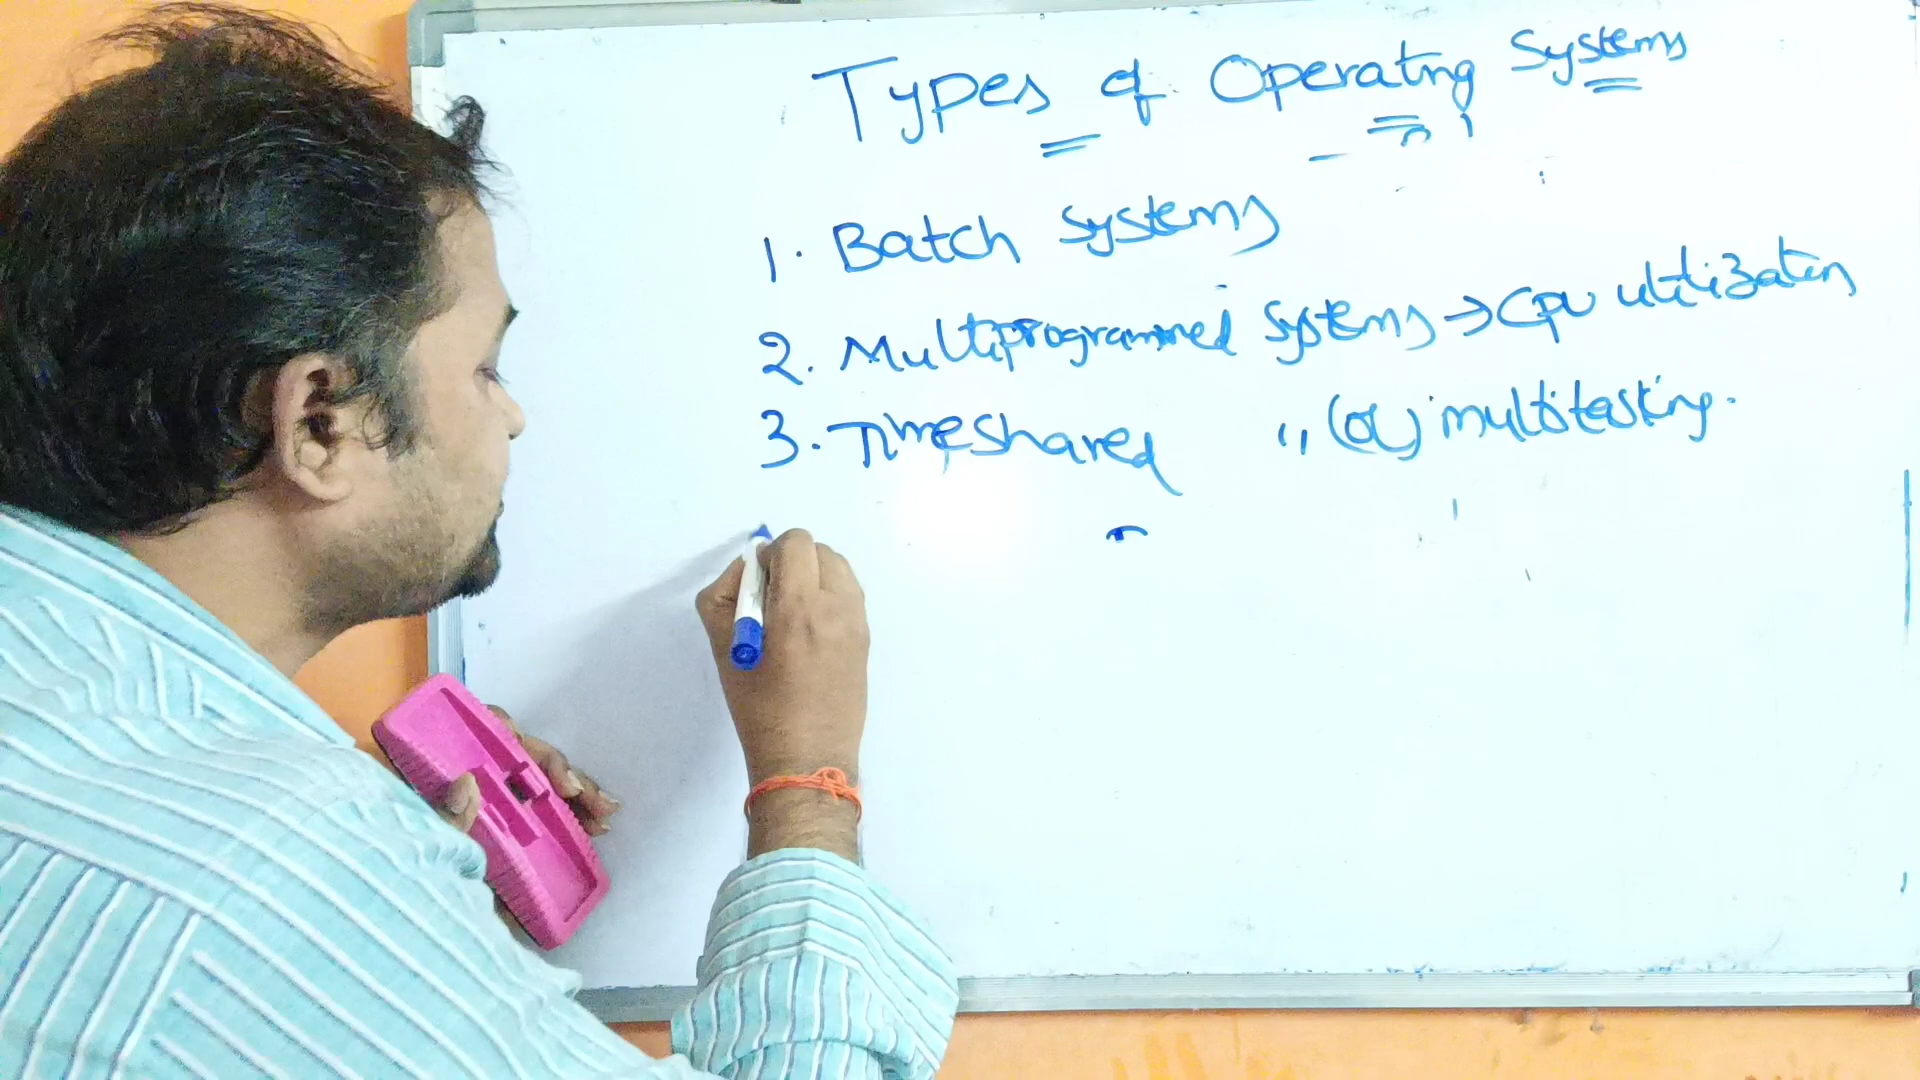 Types of Operating Systems
1. Batch Systems
2. Multiprogrammed Systems → CPU utilization
3. Timeshared " (or) multitasking.